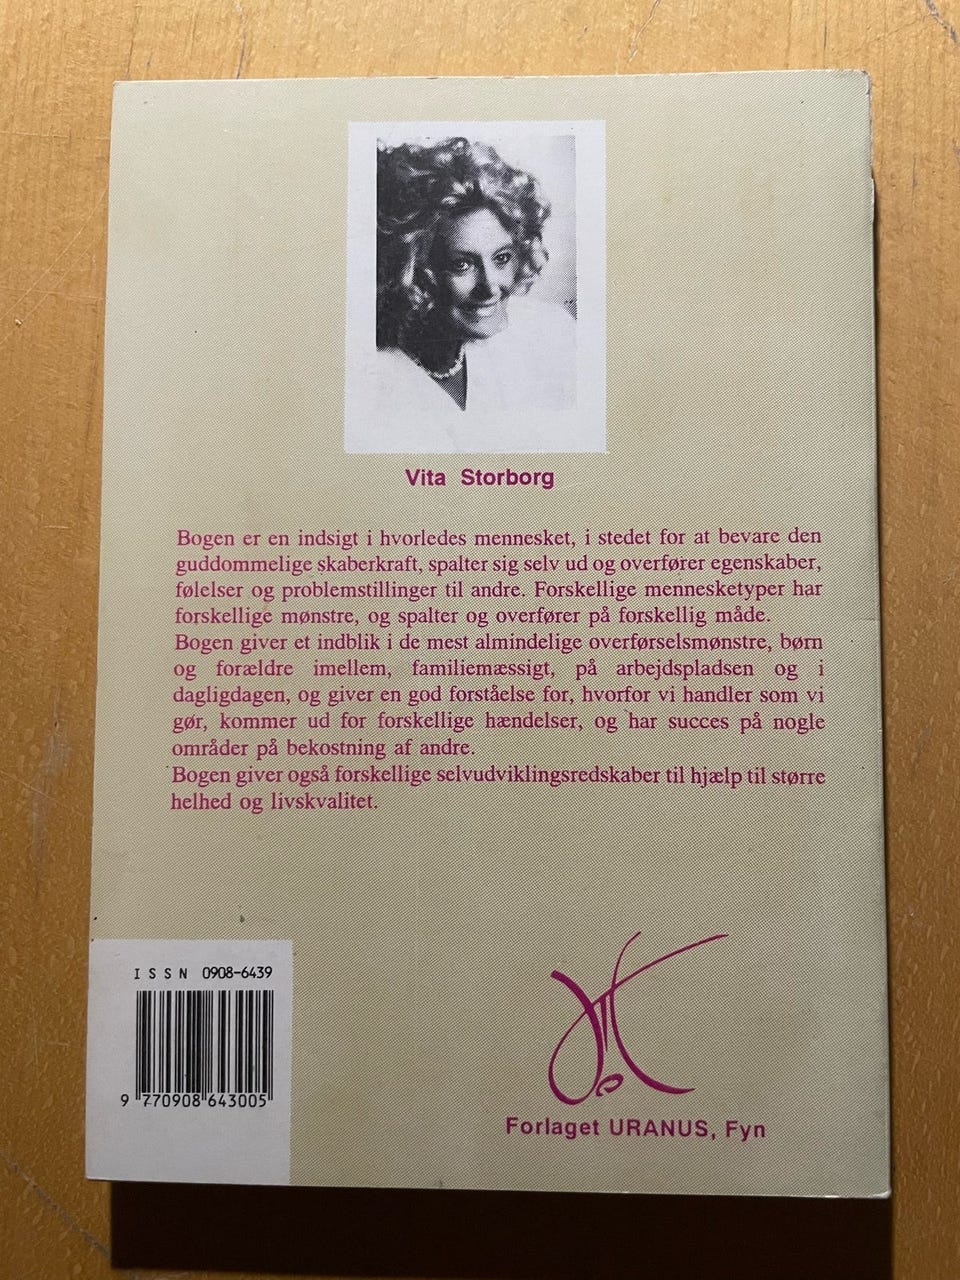 Vita Storborg
Bogen er en indsigt i hvorledes mennesket, i stedet for at bevare den
guddommelige skaberkraft, spalter sig selv ud og overfører egenskaber,
følelser og problemstillinger til andre. Forskellige mennesketyper har
forskellige mønstre, og spalter og overfører på forskellig måde.
Bogen giver et indblik i de mest almindelige overførselsmønstre, børn
og forældre imellem, familiemæssigt, på arbejdspladsen og i
dagligdagen, og giver en god forståelse for, hvorfor vi handler som vi
gør, kommer ud for forskellige hændelser, og har succes på nogle
områder på bekostning af andre.
Bogen giver også forskellige selvudviklingsredskaber til hjælp til større
helhed og livskvalitet.
ISSN 0908-6439
9 770908 643005
Forlaget URANUS, Fyn